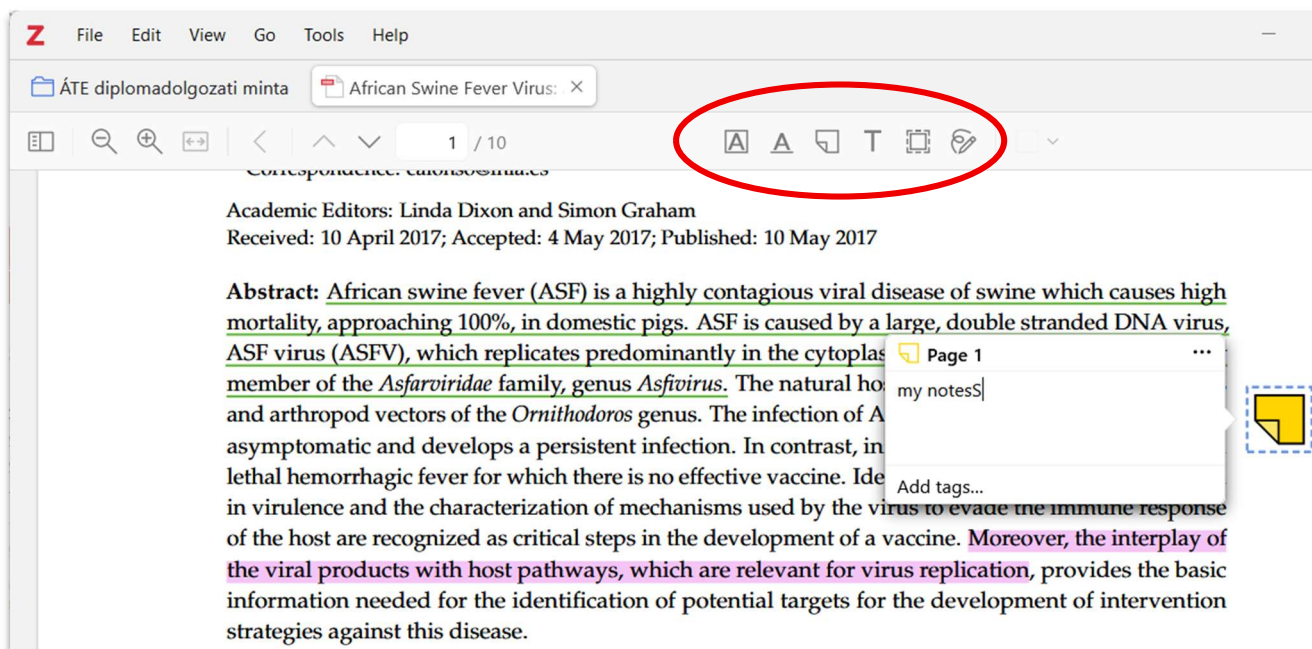 Z File Edit View Go Tools Help
ÁTE diplomadolgozati minta African Swine Fever Virus:
1 / 10
A A T
Academic Editors: Linda Dixon and Simon Graham
Received: 10 April 2017; Accepted: 4 May 2017; Published: 10 May 2017
Abstract: African swine fever (ASF) is a highly contagious viral disease of swine which causes high
mortality, approaching 100%, in domestic pigs. ASF is caused by a large, double stranded DNA virus,
ASF virus (ASFV), which replicates predominantly in the cytoplas
member of the Asfarviridae family, genus Asfivirus. The natural ho
and arthropod vectors of the Ornithodoros genus. The infection of A
asymptomatic and develops a persistent infection. In contrast, in
lethal hemorrhagic fever for which there is no effective vaccine. Ide
in virulence and the characterization of mechanisms used by the virus to evade the immune response
of the host are recognized as critical steps in the development of a vaccine. Moreover, the interplay of
the viral products with host pathways, which are relevant for virus replication, provides the basic
information needed for the identification of potential targets for the development of intervention
strategies against this disease.
Page 1
my notesS
Add tags...